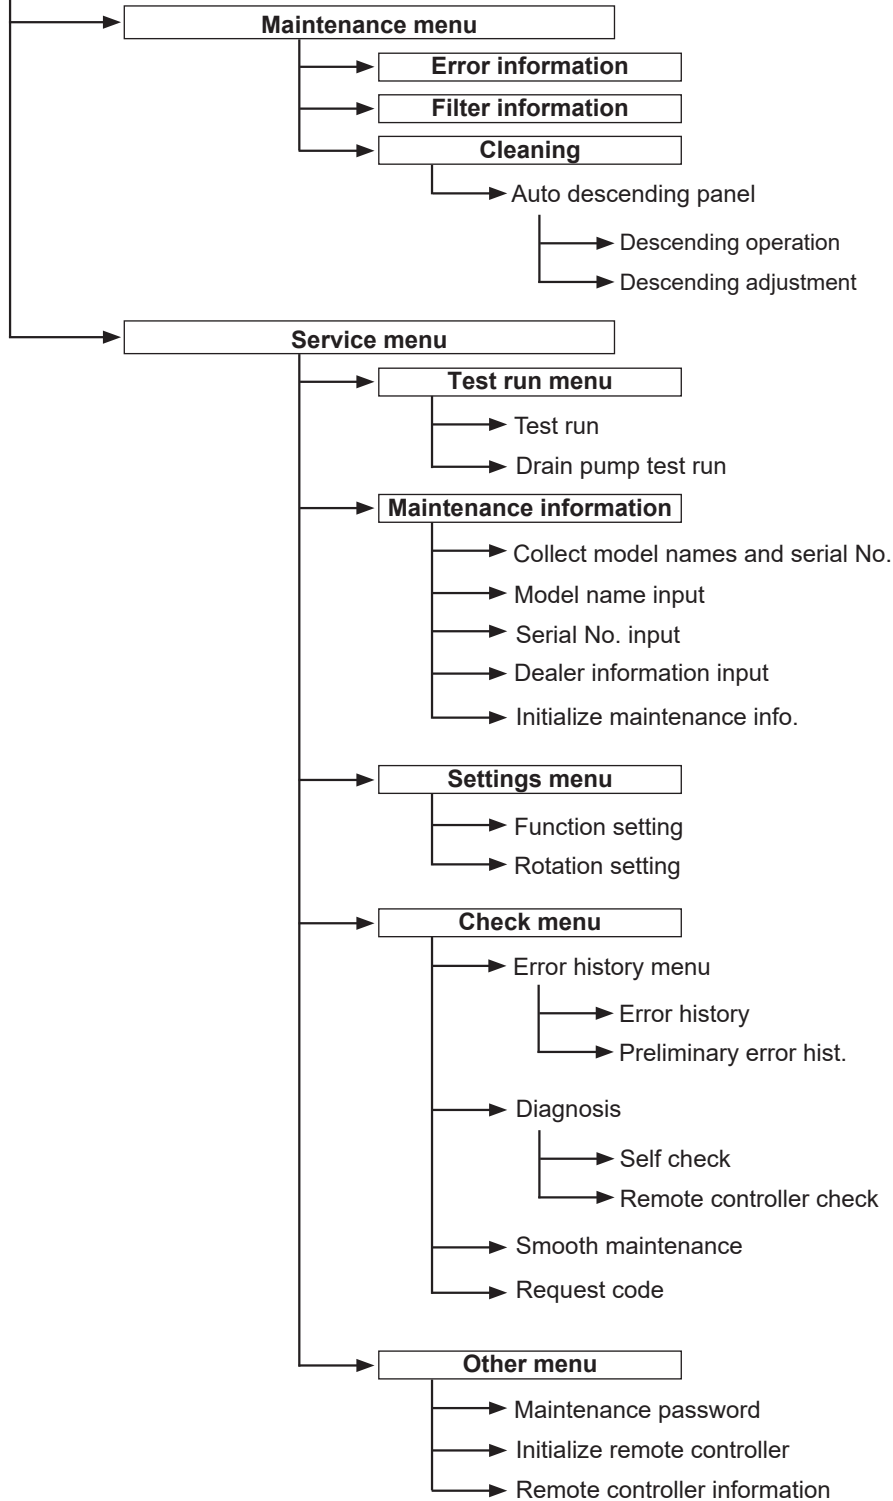 Maintenance menu
Error information
Filter information
Cleaning
Auto descending panel
Descending operation
Descending adjustment
Service menu
Test run menu
Test run
Drain pump test run
Maintenance information
Collect model names and serial No.
Model name input
Serial No. input
Dealer information input
Initialize maintenance info.
Settings menu
Function setting
Rotation setting
Check menu
Error history menu
Error history
Preliminary error hist.
Diagnosis
Self check
Remote controller check
Smooth maintenance
Request code
Other menu
Maintenance password
Initialize remote controller
Remote controller information